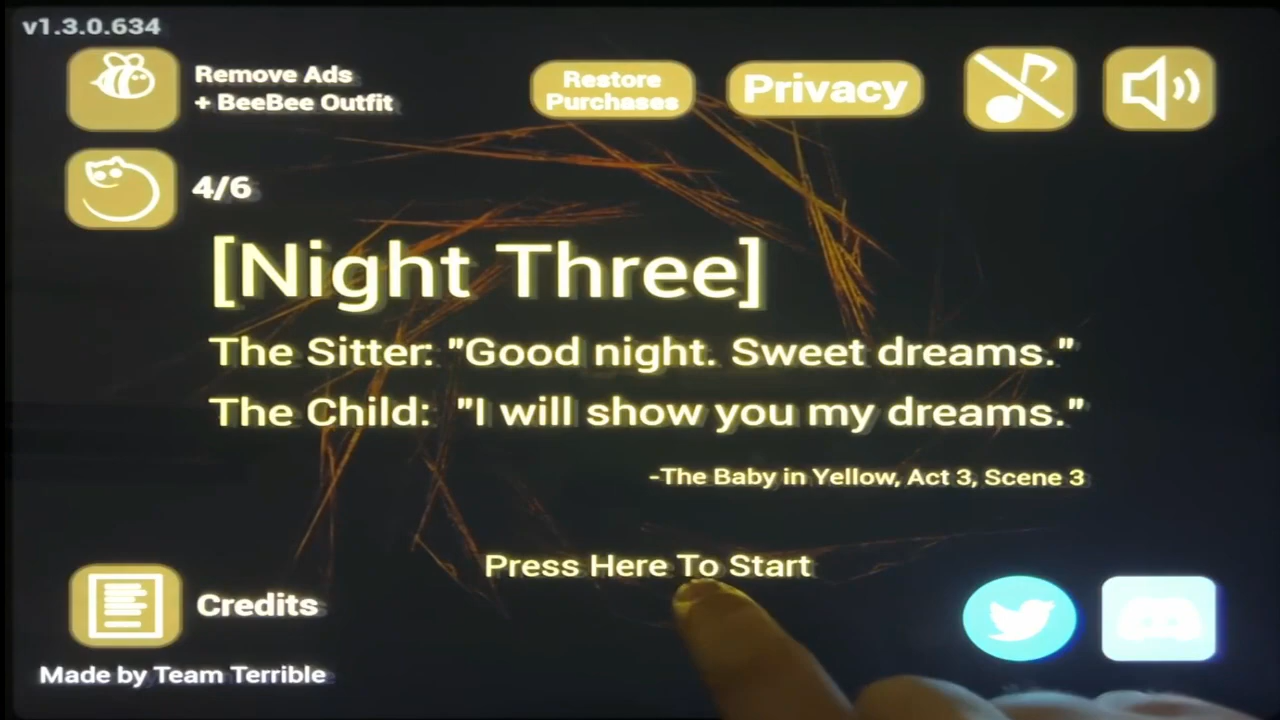 v1.3.0.634
Remove Ads
+ BeeBee Outfit
Restore
Purchases
Privacy
4/6
[Night Three]
The Sitter: "Good night. Sweet dreams."
The Child: "I will show you my dreams."
-The Baby in Yellow, Act 3, Scene 3
Press Here To Start
Credits
Made by Team Terrible